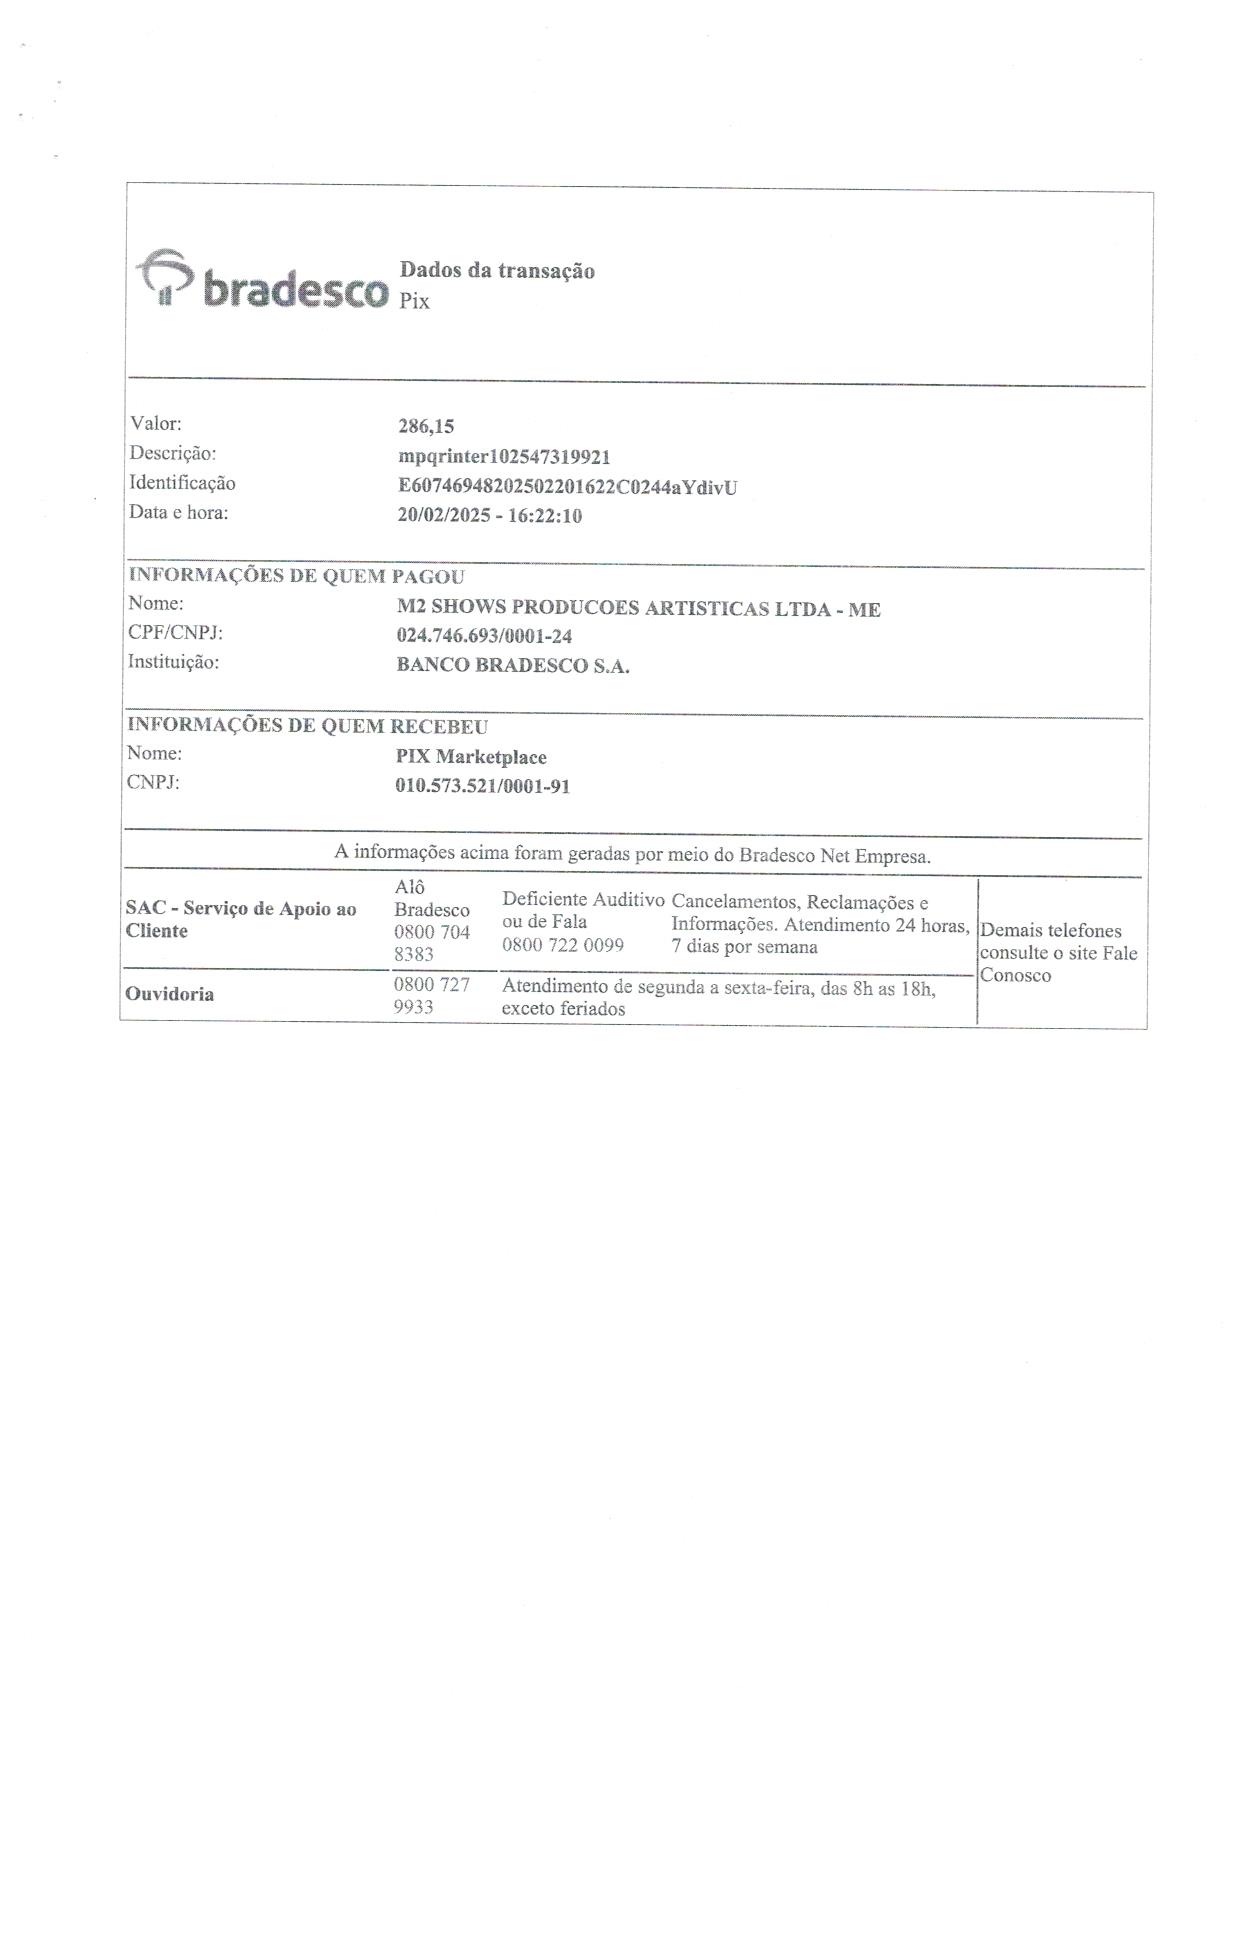 bradesco
Dados da transação
Pix
Valor: 286,15
Descrição: mpqrinter102547319921
Identificação E60746948202502201622C0244aYdivU
Data e hora: 20/02/2025 - 16:22:10
INFORMAÇÕES DE QUEM PAGOU
Nome: M2 SHOWS PRODUCOES ARTISTICAS LTDA - ME
CPF/CNPJ: 024.746.693/0001-24
Instituição: BANCO BRADESCO S.A.
INFORMAÇÕES DE QUEM RECEBEU
Nome: PIX Marketplace
CNPJ: 010.573.521/0001-91
A informações acima foram geradas por meio do Bradesco Net Empresa.
SAC - Serviço de Apoio ao
Cliente
Alô
Bradesco
0800 704
8383
Deficiente Auditivo
ou de Fala
0800 722 0099
Cancelamentos, Reclamações e
Informações. Atendimento 24 horas,
7 dias por semana
Demais telefones
consulte o site Fale
Conosco
Ouvidoria
0800 727
9933
Atendimento de segunda a sexta-feira, das 8h as 18h,
exceto feriados